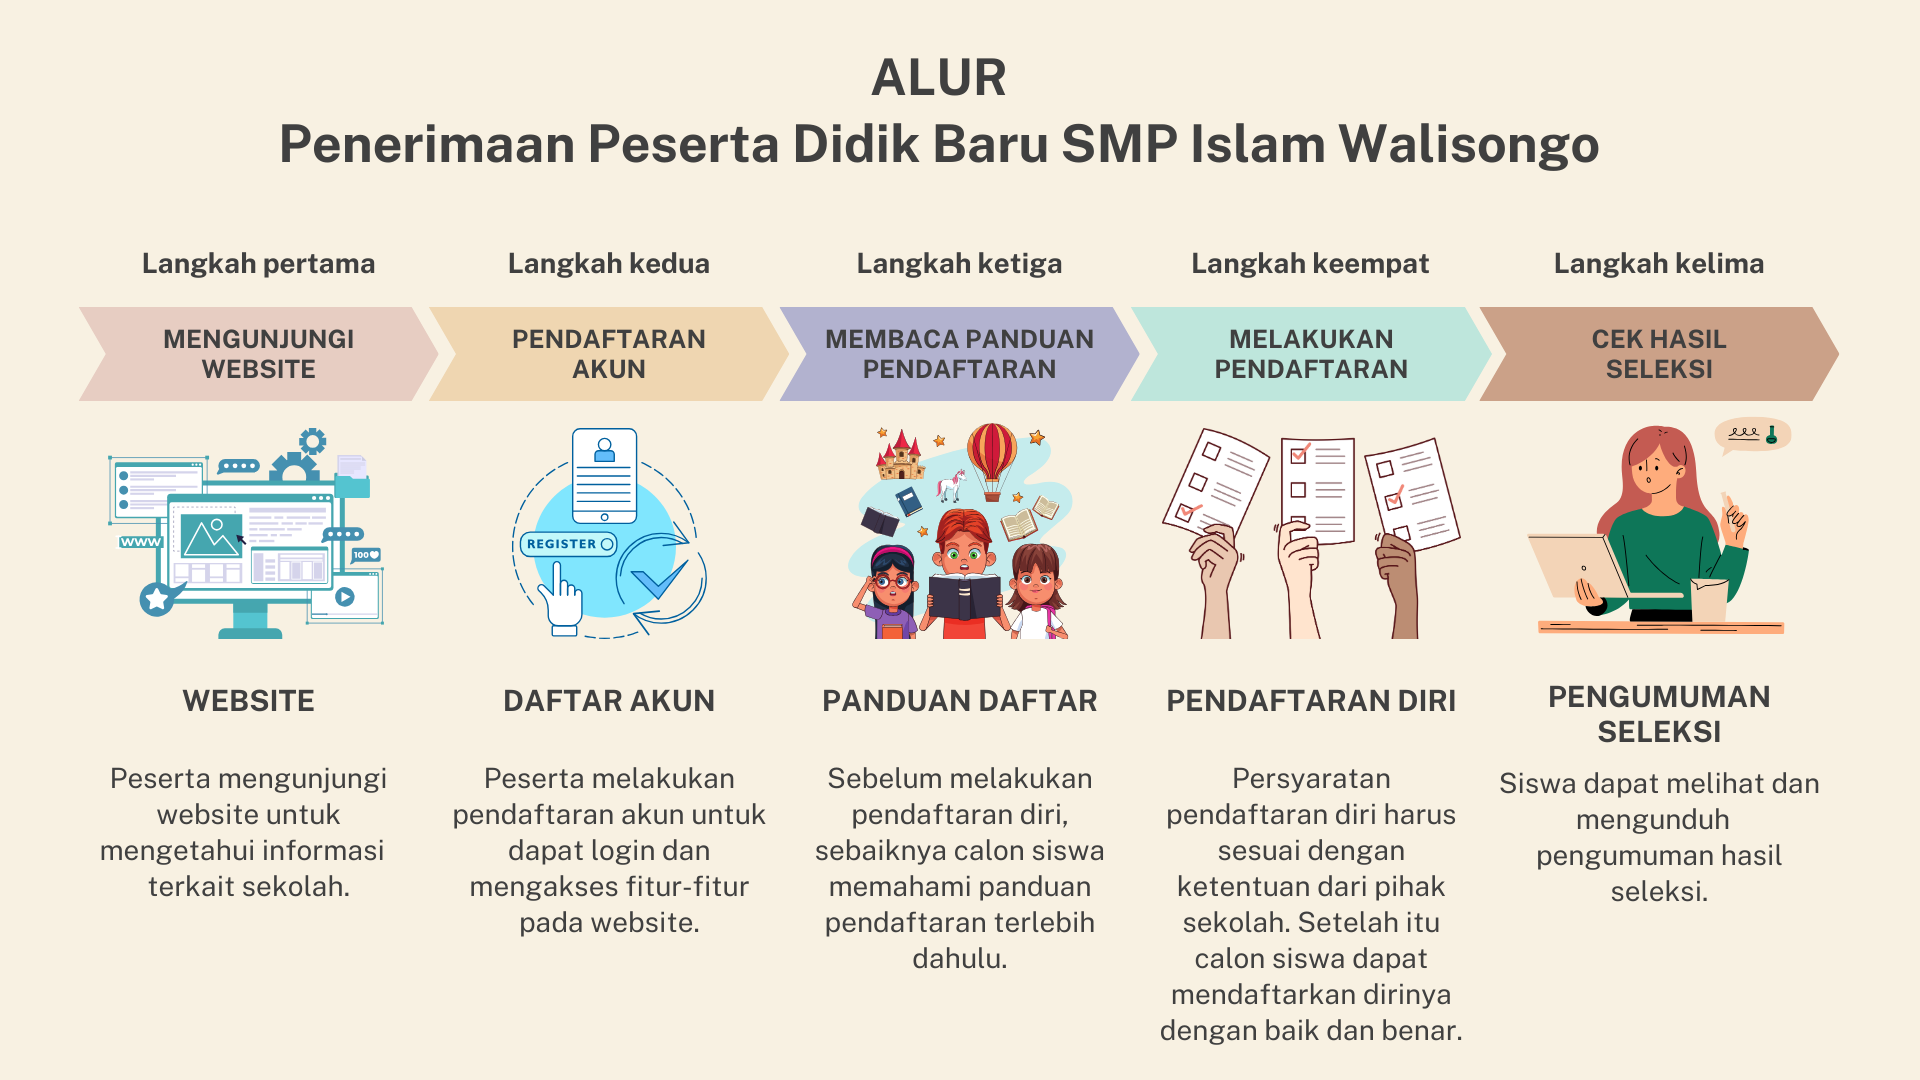 ALUR
Penerimaan Peserta Didik Baru SMP Islam Walisongo
Langkah pertama
MENGUNJUNGI
WEBSITE
WWW
100
WEBSITE
Peserta mengunjungi
website untuk
mengetahui informasi
terkait sekolah.
Langkah kedua
PENDAFTARAN
AKUN
REGISTER
DAFTAR AKUN
Peserta melakukan
pendaftaran akun untuk
dapat login dan
mengakses fitur-fitur
pada website.
Langkah ketiga
MEMBACA PANDUAN
PENDAFTARAN
PANDUAN DAFTAR
Sebelum melakukan
pendaftaran diri,
sebaiknya calon siswa
memahami panduan
pendaftaran terlebih
dahulu.
Langkah keempat
MELAKUKAN
PENDAFTARAN
PENDAFTARAN DIRI
Persyaratan
pendaftaran diri harus
sesuai dengan
ketentuan dari pihak
sekolah. Setelah itu
calon siswa dapat
mendaftarkan dirinya
dengan baik dan benar.
Langkah kelima
CEK HASIL
SELEKSI
PENGUMUMAN
SELEKSI
Siswa dapat melihat dan
mengunduh
pengumuman hasil
seleksi.